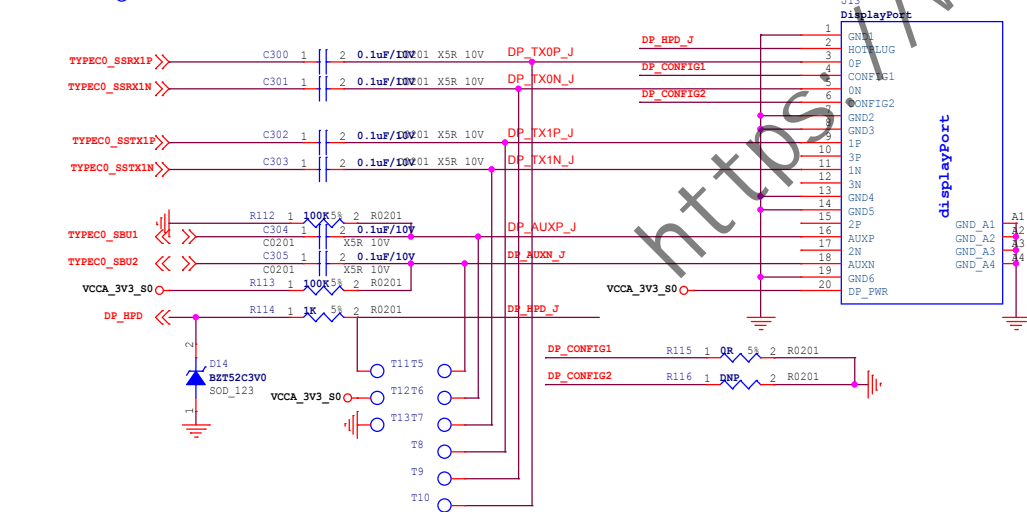 DisplayPort
1 GND1
DP_HPD_J 2 HOTPLUG
TYPEC0_SSRX1P C300 1 2 0.1uF/10V X5R 10V DP_TX0P_J 3 0P
DP_CONFIG1 4 CONFIG1
TYPEC0_SSRX1N C301 1 2 0.1uF/10V X5R 10V DP_TX0N_J 5 0N
DP_CONFIG2 6 CONFIG2
7 GND2
8 GND3
TYPEC0_SSTX1P C302 1 2 0.1uF/10V X5R 10V DP_TX1P_J 9 1P
10 3P
TYPEC0_SSTX1N C303 1 2 0.1uF/10V X5R 10V DP_TX1N_J 11 1N
12 3N
13 GND4
14 GND5
displayPort
R112 1 100K 5% 2 R0201 15 2P
GND_A1 A1
TYPEC0_SBU1 C304 1 2 0.1uF/10V DP_AUXP_J 16 AUXP
GND_A2 A2
C0201 X5R 10V
17 2N
GND_A3 A3
TYPEC0_SBU2 C305 1 2 0.1uF/10V DP_AUXN_J 18 AUXN
GND_A4 A4
C0201 X5R 10V
19 GND6
VCCA_3V3_S0 R113 1 100K 5% 2 R0201 VCCA_3V3_S0 20 DP_PWR
DP_HPD R114 1 1K 5% 2 R0201 DP_HPD_J
2 D14
BZT52C3V0
SOD_123
1
T11 T5
VCCA_3V3_S0 T12 T6
T13 T7
T8
T9
T10
DP_CONFIG1 R115 1 0R 5% 2 R0201
DP_CONFIG2 R116 1 DNP 2 R0201
https:/